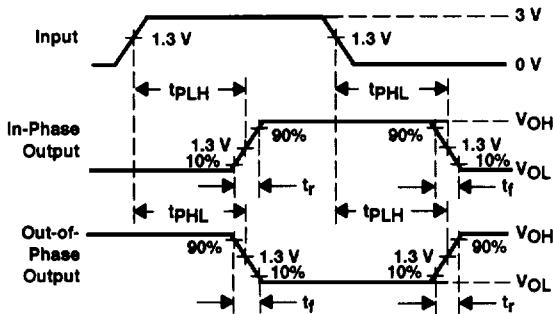 3 V
Input
1.3 V
1.3 V
0 V
tPLH
tPHL
VOH
In-Phase
Output
90%
90%
1.3 V
1.3 V
10%
10%
VOL
tr
tf
tPHL
tPLH
Out-of-
Phase
Output
VOH
90%
90%
1.3 V
1.3 V
10%
10%
VOL
tf
tr